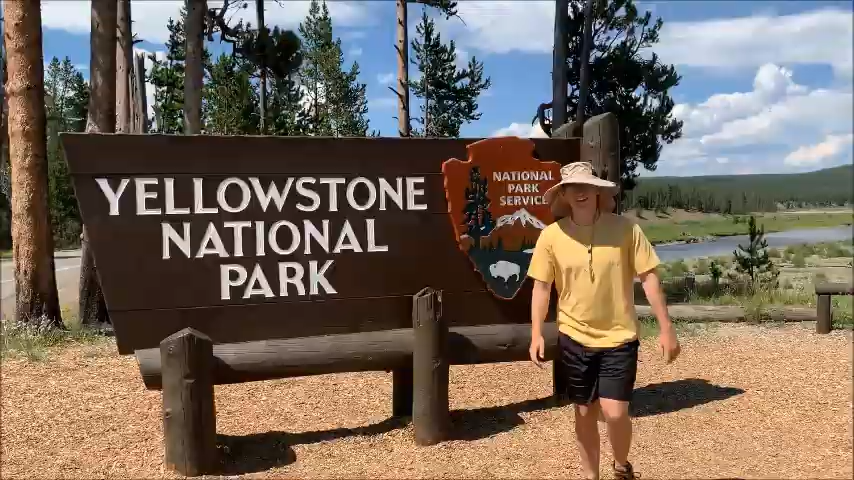 YELLOWSTONE
NATIONAL
PARK
NATIONAL
PARK
SERVICE